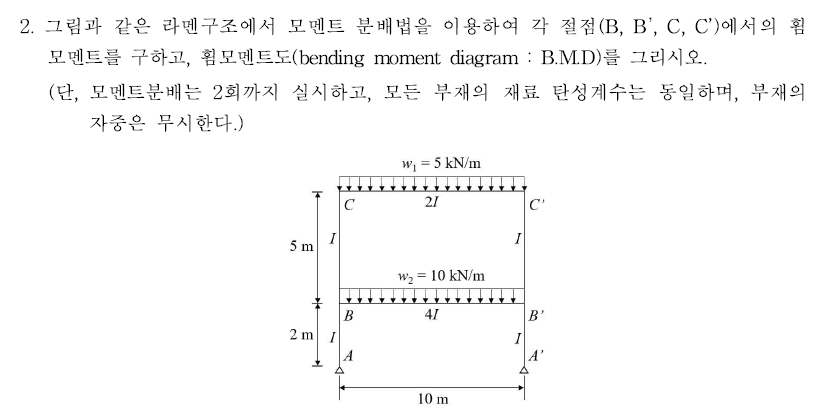 2. 그림과 같은 라멘구조에서 모멘트 분배법을 이용하여 각 절점(B, B', C, C')에서의 휨
모멘트를 구하고, 휨모멘트도(bending moment diagram : B.M.D)를 그리시오.
(단, 모멘트분배는 2회까지 실시하고, 모든 부재의 재료 탄성계수는 동일하며, 부재의
자중은 무시한다.)
w₁ = 5 kN/m
C 2I C'
5 m I I
w₂ = 10 kN/m
B 4I B'
2 m I I
A A'
10 m